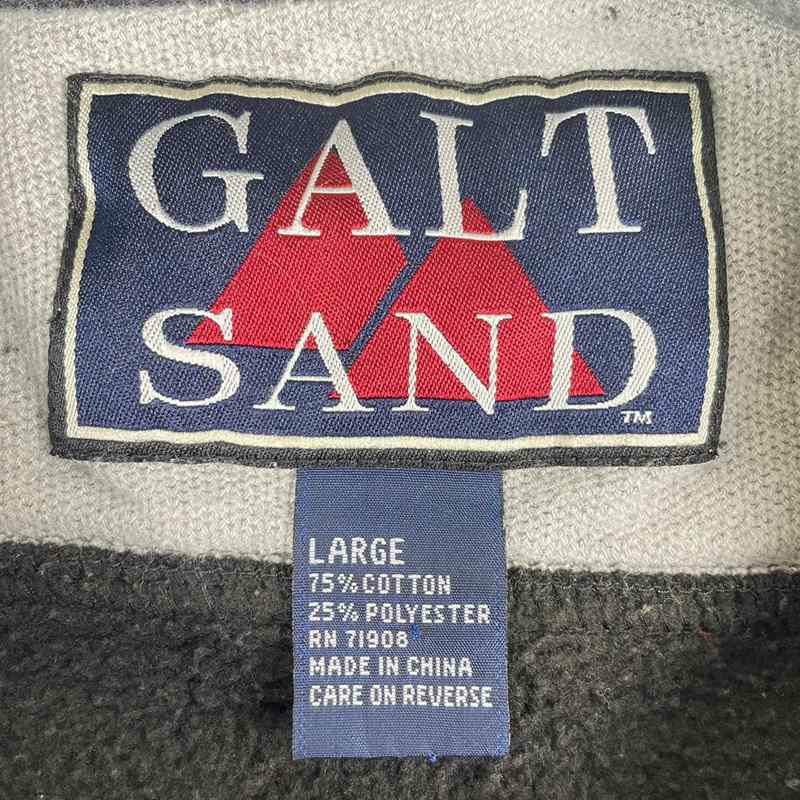 GALT
SAND
TM
LARGE
75% COTTON
25% POLYESTER
RN 71908
MADE IN CHINA
CARE ON REVERSE